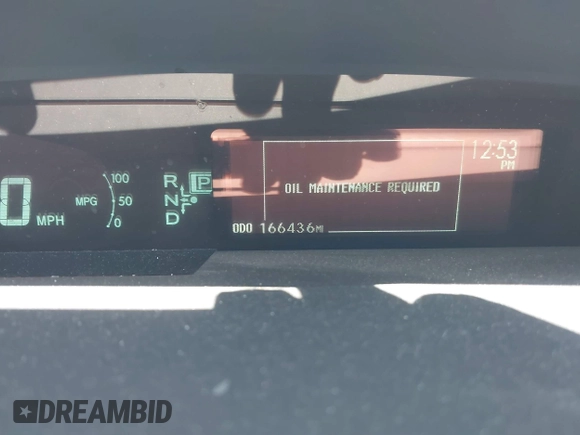 12:53
PM
100
R P
MPG 50
OIL MAINTENANCE REQUIRED
0 MPH
N
0
D
ODO 166436MI
DREAMBID